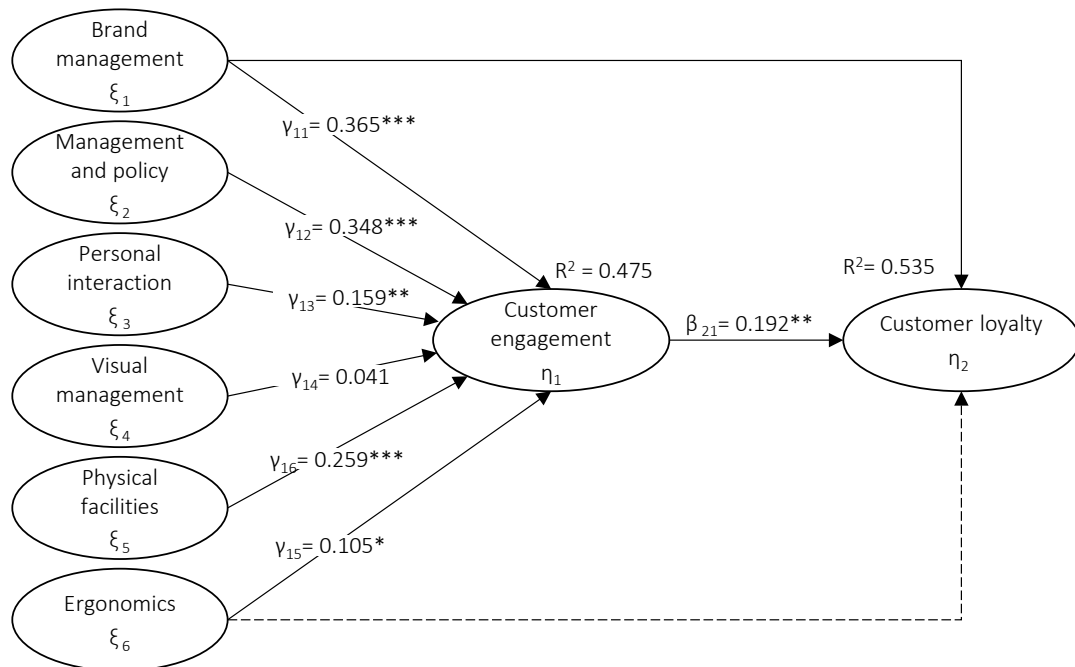 Brand
management
ξ₁
γ₁₁= 0.365***
Management
and policy
ξ₂
γ₁₂= 0.348***
Personal
interaction
ξ₃
γ₁₃= 0.159**
R²= 0.475
R²= 0.535
Customer
engagement
η₁
β₂₁= 0.192**
Customer loyalty
η₂
Visual
management
ξ₄
γ₁₄= 0.041
Physical
facilities
ξ₅
γ₁₆= 0.259***
γ₁₅= 0.105*
Ergonomics
ξ₆